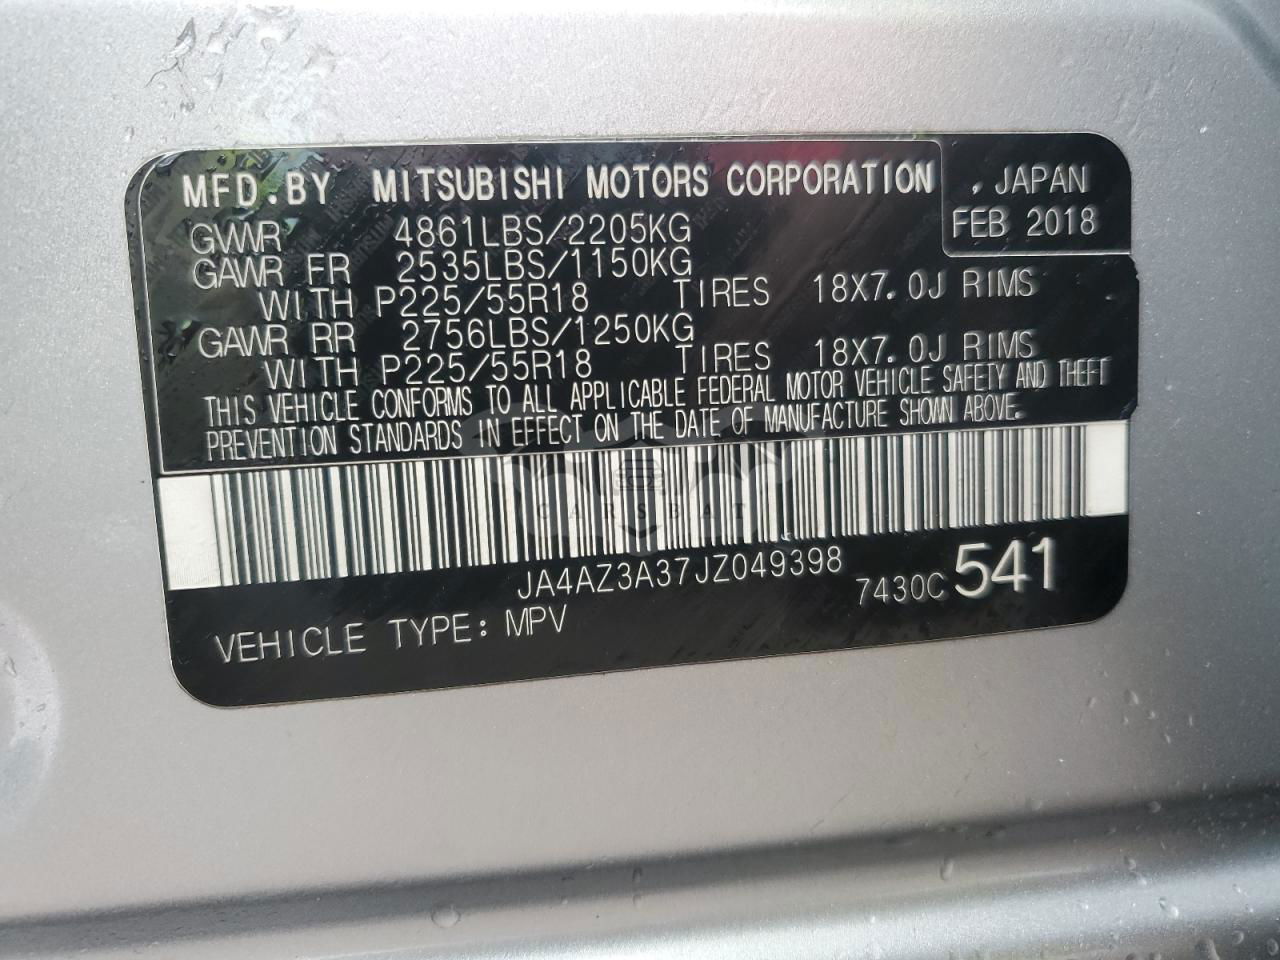 MFD.BY MITSUBISHI MOTORS CORPORATION , JAPAN
FEB 2018
GVWR 4861LBS/2205KG
GAWR FR 2535LBS/1150KG
WITH P225/55R18 TIRES 18X7.0J RIMS
GAWR RR 2756LBS/1250KG
WITH P225/55R18 TIRES 18X7.0J RIMS
THIS VEHICLE CONFORMS TO ALL APPLICABLE FEDERAL MOTOR VEHICLE SAFETY AND THEFT
PREVENTION STANDARDS IN EFFECT ON THE DATE OF MANUFACTURE SHOWN ABOVE.
CARSBAT
JA4AZ3A37JZ049398 7430C 541
VEHICLE TYPE: MPV